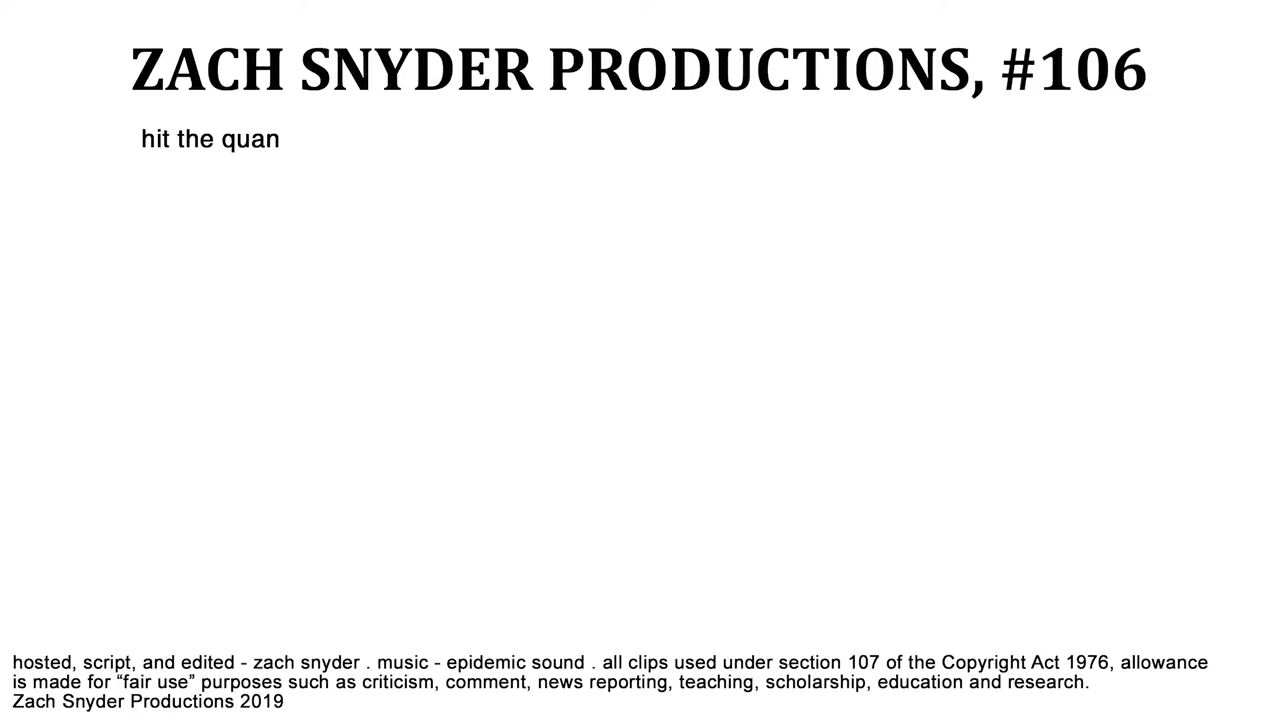 ZACH SNYDER PRODUCTIONS, #106
hit the quan
hosted, script, and edited - zach snyder . music - epidemic sound . all clips used under section 107 of the Copyright Act 1976, allowance
is made for “fair use” purposes such as criticism, comment, news reporting, teaching, scholarship, education and research.
Zach Snyder Productions 2019